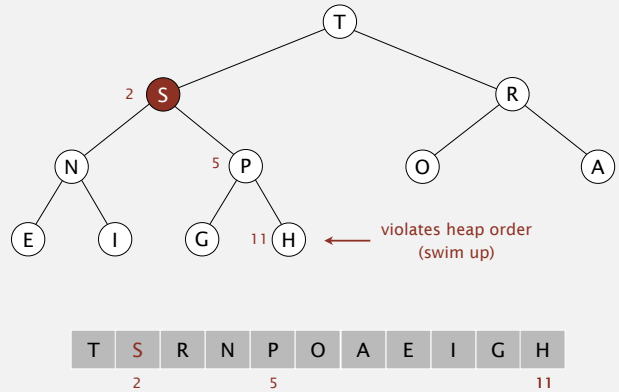 T
2 S R
N 5 P O A
E I G 11 H violates heap order
(swim up)
T S R N P O A E I G H
2 5 11